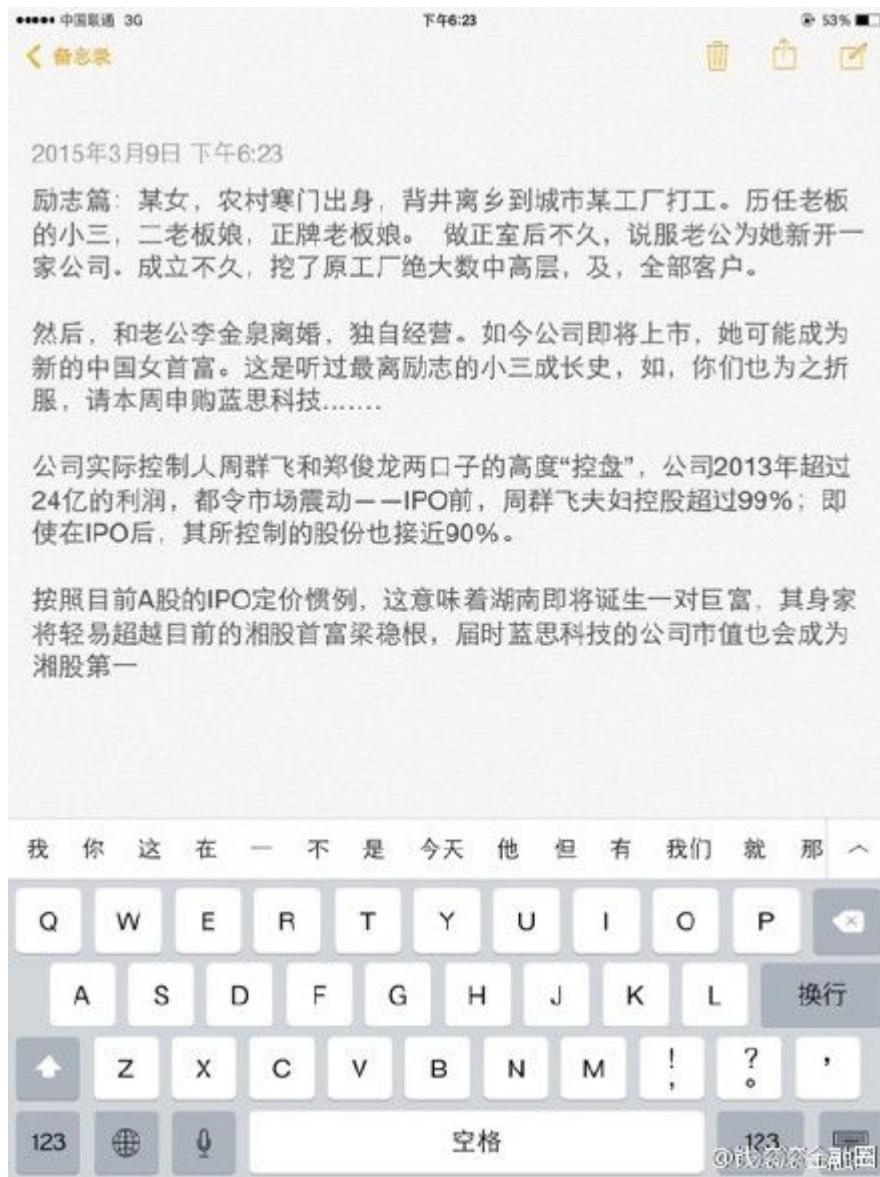 中国联通 3G 下午6:23 53%
备忘录
2015年3月9日 下午6:23
励志篇：某女，农村寒门出身，背井离乡到城市某工厂打工。历任老板
的小三，二老板娘，正牌老板娘。 做正室后不久，说服老公为她新开一
家公司。成立不久，挖了原工厂绝大数中高层，及，全部客户。
然后，和老公李金泉离婚，独自经营。如今公司即将上市，她可能成为
新的中国女首富。这是听过最离励志的小三成长史，如，你们也为之折
服，请本周申购蓝思科技.......
公司实际控制人周群飞和郑俊龙两口子的高度“控盘”，公司2013年超过
24亿的利润，都令市场震动——IPO前，周群飞夫妇控股超过99%；即
使在IPO后，其所控制的股份也接近90%。
按照目前A股的IPO定价惯例，这意味着湖南即将诞生一对巨富，其身家
将轻易超越目前的湘股首富梁稳根，届时蓝思科技的公司市值也会成为
湘股第一
我 你 这 在 一 不 是 今天 他 但 有 我们 就 那
Q W E R T Y U I O P
A S D F G H J K L 换行
Z X C V B N M ！， ？。 ，
123 空格 123
@钱滚滚金融圈